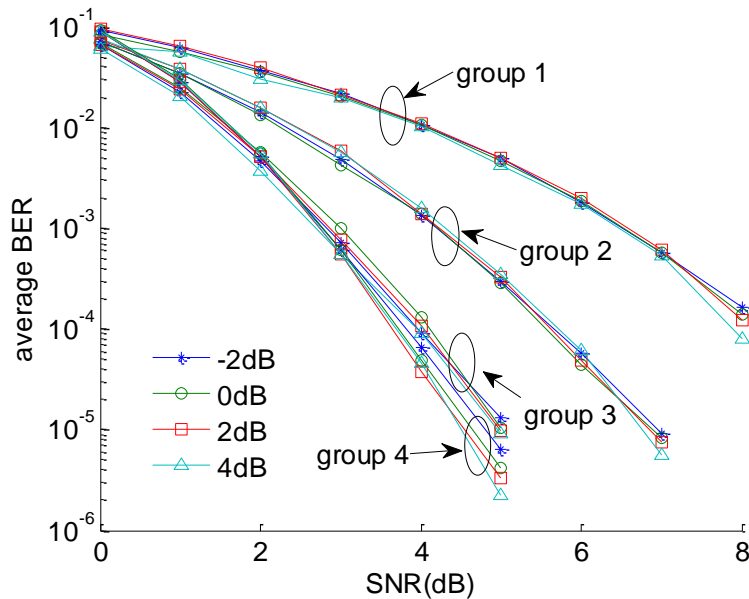 10^-1
10^-2
10^-3
10^-4
10^-5
10^-6
average BER
0
2
4
6
8
SNR(dB)
group 1
group 2
group 3
group 4
-2dB
0dB
2dB
4dB